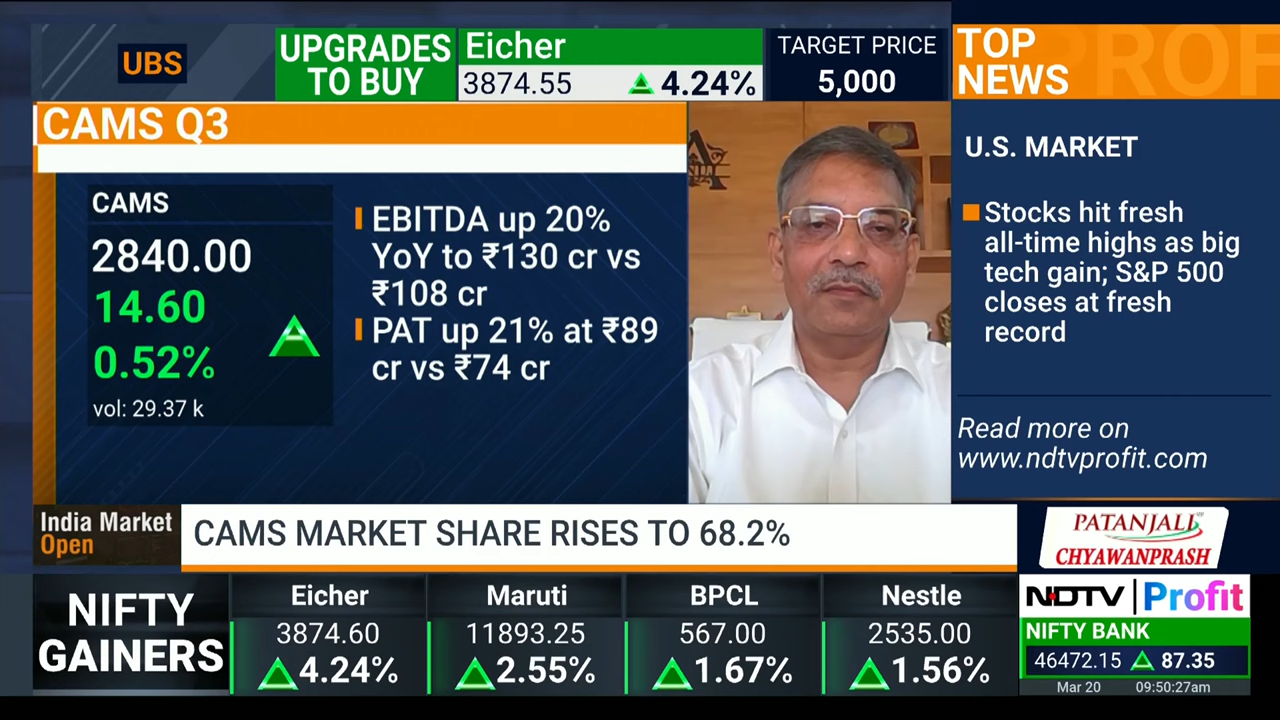 UBS
UPGRADES
TO BUY
Eicher
3874.55 4.24%
TARGET PRICE
5,000
TOP
NEWS
CAMS Q3
CAMS
2840.00
14.60
0.52%
vol: 29.37 k
EBITDA up 20%
YoY to ₹130 cr vs
₹108 cr
PAT up 21% at ₹89
cr vs ₹74 cr
U.S. MARKET
Stocks hit fresh
all-time highs as big
tech gain; S&P 500
closes at fresh
record
Read more on
www.ndtvprofit.com
India Market
Open
CAMS MARKET SHARE RISES TO 68.2%
PATANJALI
CHYAWANPRASH
NIFTY
GAINERS
Eicher
3874.60
4.24%
Maruti
11893.25
2.55%
BPCL
567.00
1.67%
Nestle
2535.00
1.56%
NDTV Profit
NIFTY BANK
46472.15 87.35
Mar 20 09:50:27am